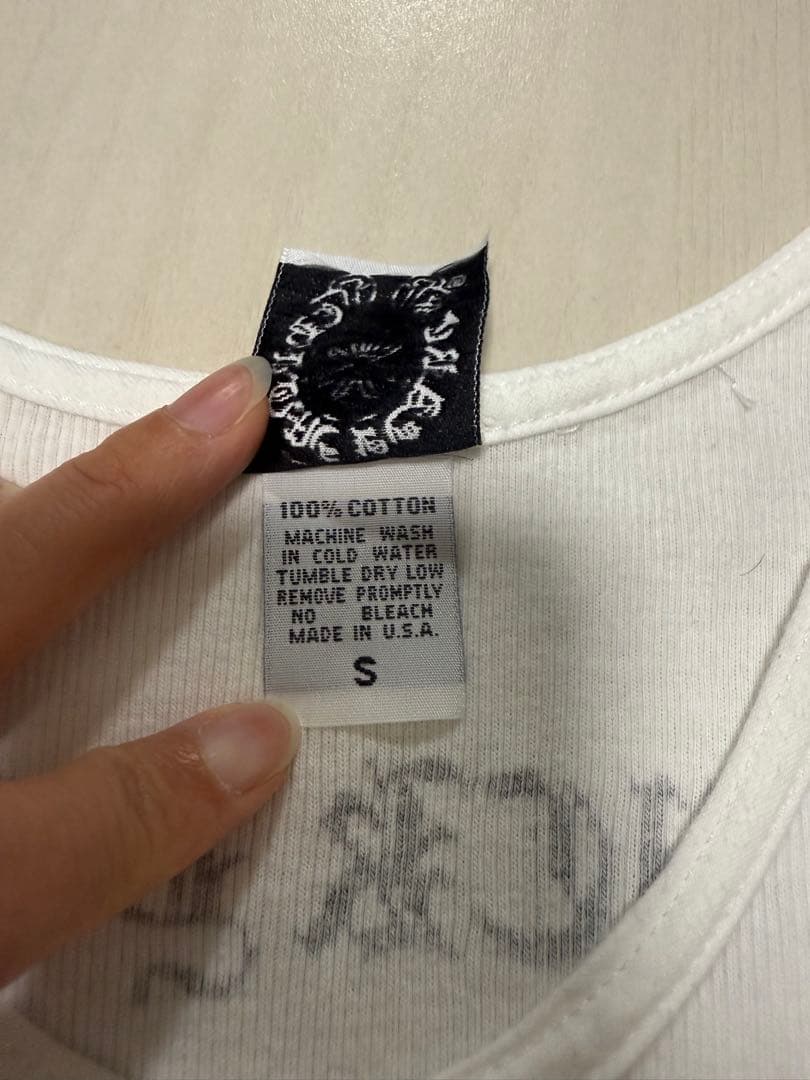 100% COTTON
MACHINE WASH
IN COLD WATER
TUMBLE DRY LOW
REMOVE PROMPTLY
NO BLEACH
MADE IN U.S.A.
S